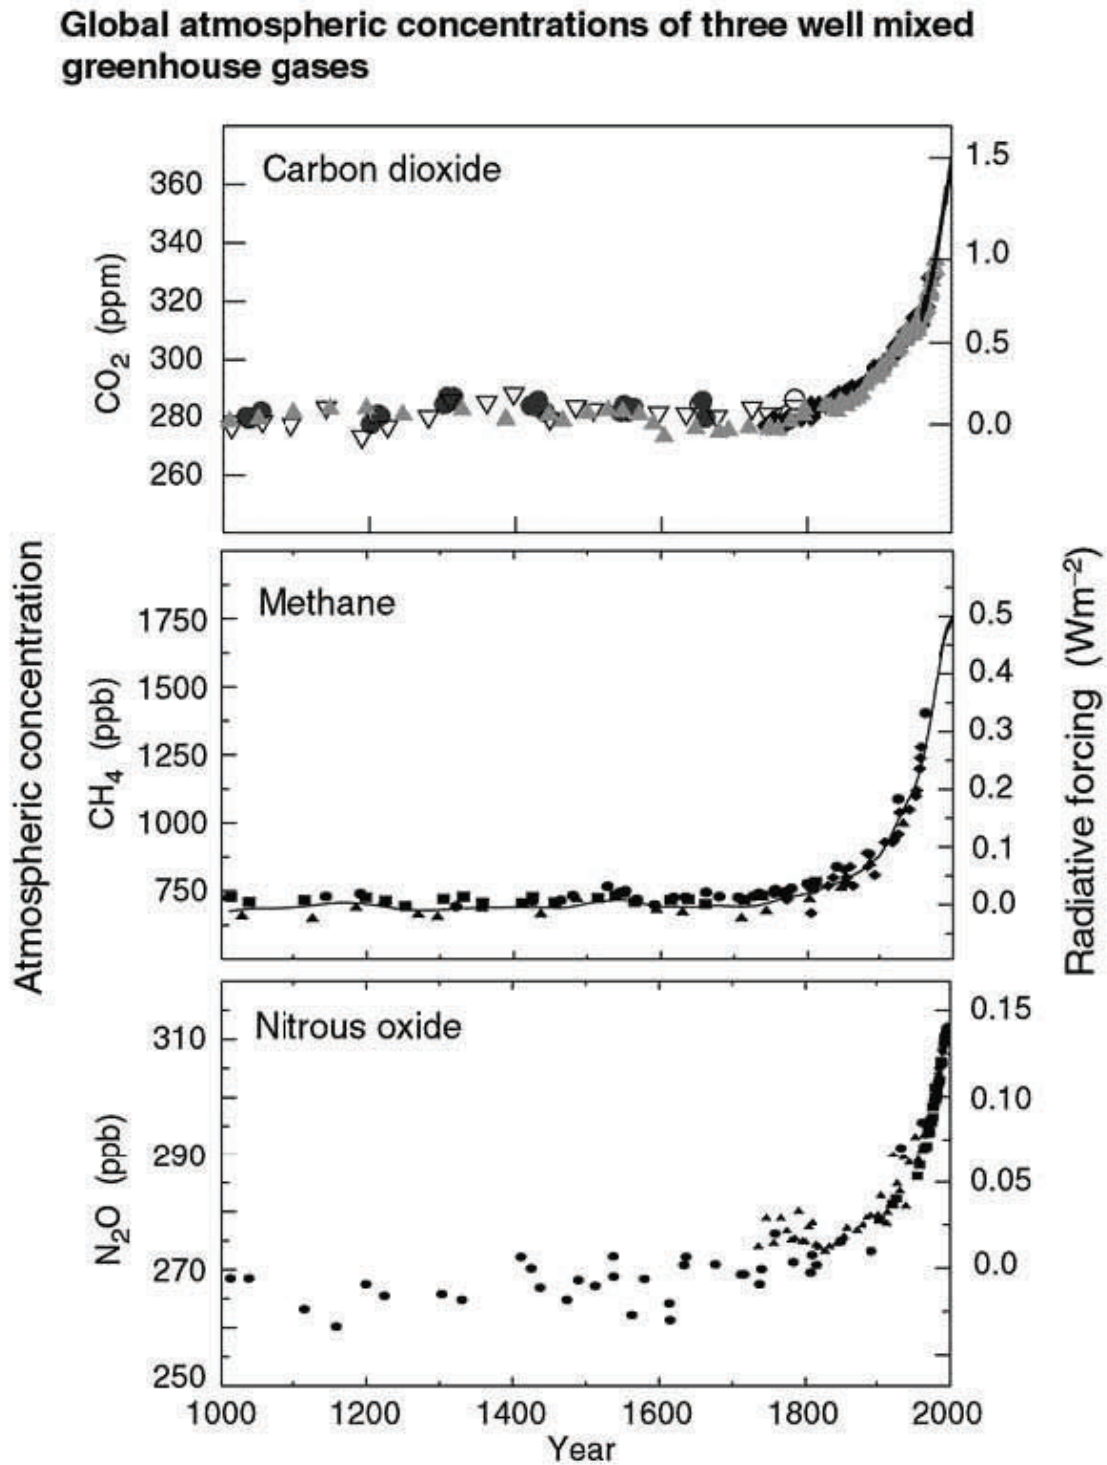 Global atmospheric concentrations of three well mixed
greenhouse gases
Carbon dioxide
CO₂ (ppm)
360
340
320
300
280
260
1.5
1.0
0.5
0.0
Atmospheric concentration
Methane
CH₄ (ppb)
1750
1500
1250
1000
750
0.5
0.4
0.3
0.2
0.1
0.0
Radiative forcing (Wm⁻²)
Nitrous oxide
N₂O (ppb)
310
290
270
250
0.15
0.10
0.05
0.0
1000 1200 1400 1600 1800 2000
Year